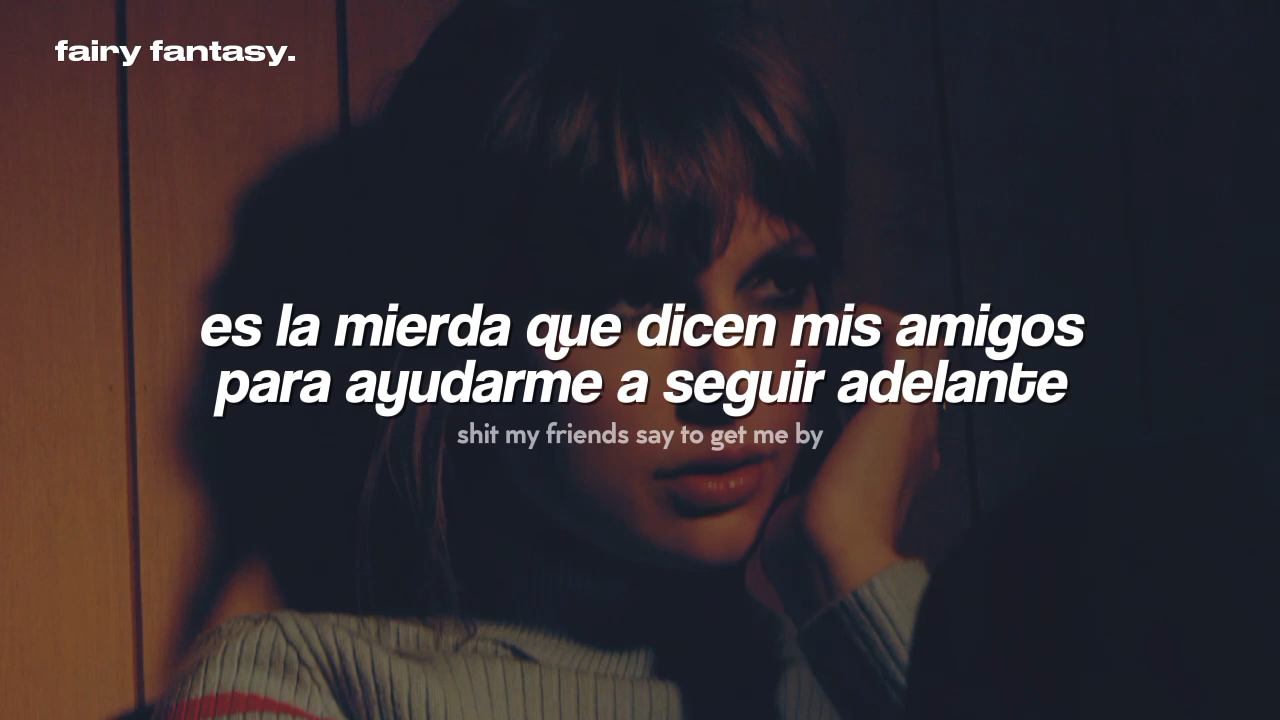 fairy fantasy.
es la mierda que dicen mis amigos
para ayudarme a seguir adelante
shit my friends say to get me by